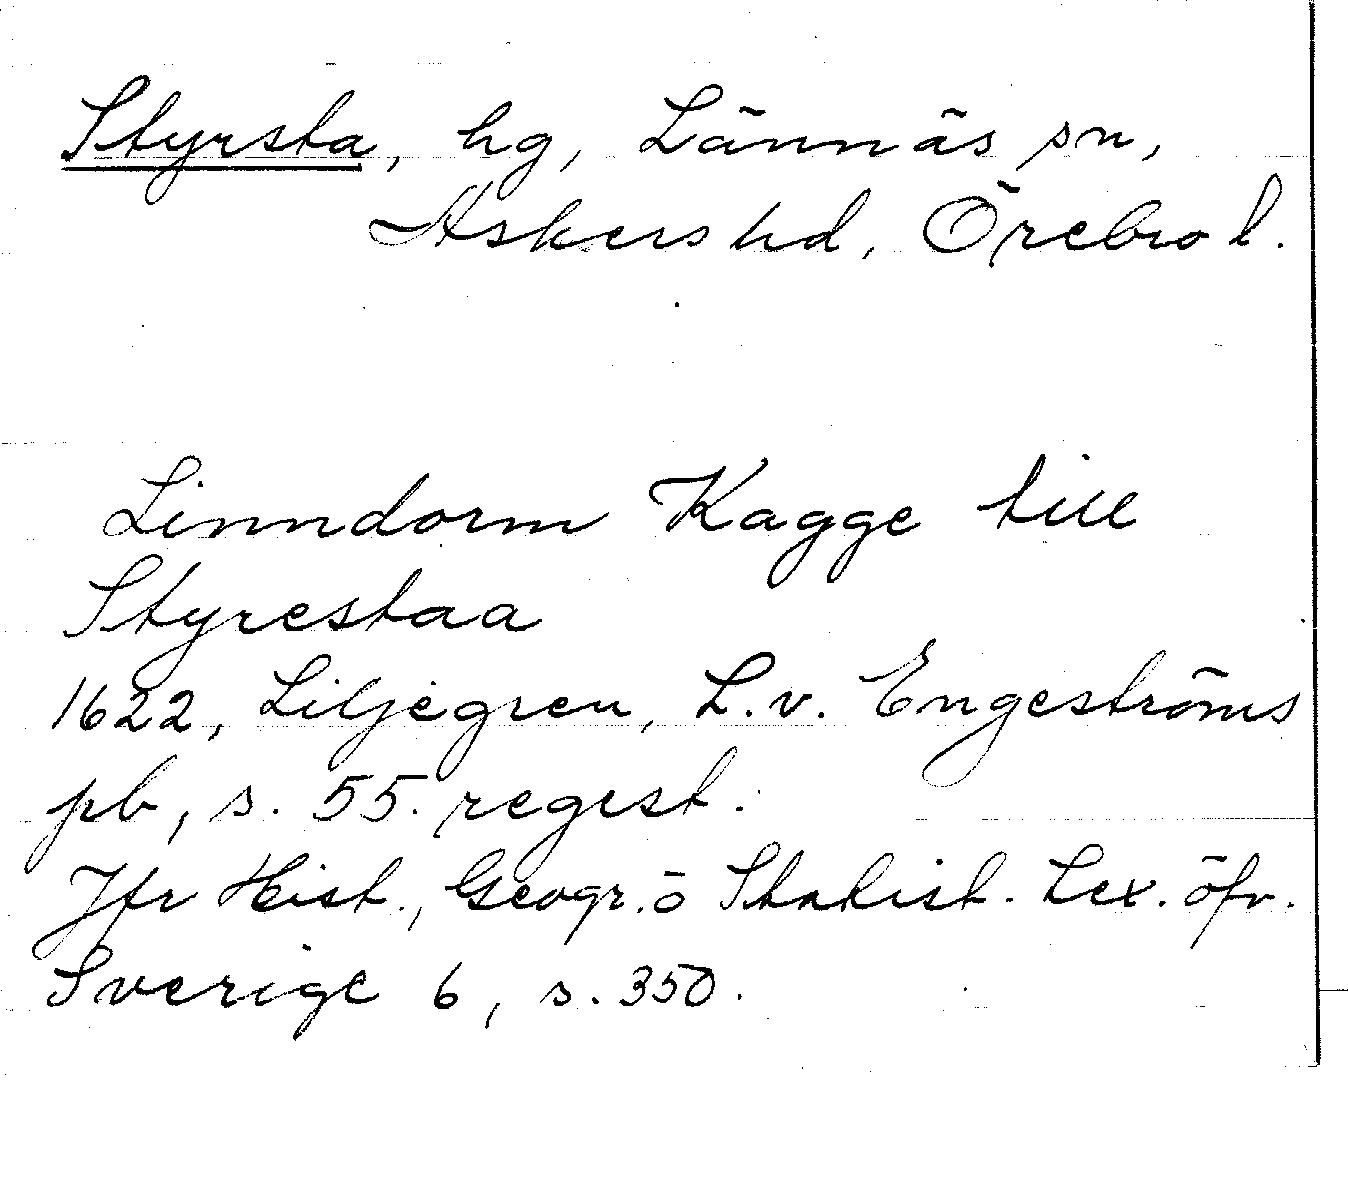 Styrsta, hg, Lännäs sn,
Askers hd, Örebro l.
Linndorm Kagge till
Styrestaa
1622, Liljegren, L.v. Engeströms
pb, s. 55. regest.
Jfr Hist., Geogr. o Statist. Lex. öfv.
Sverige 6, s. 350.